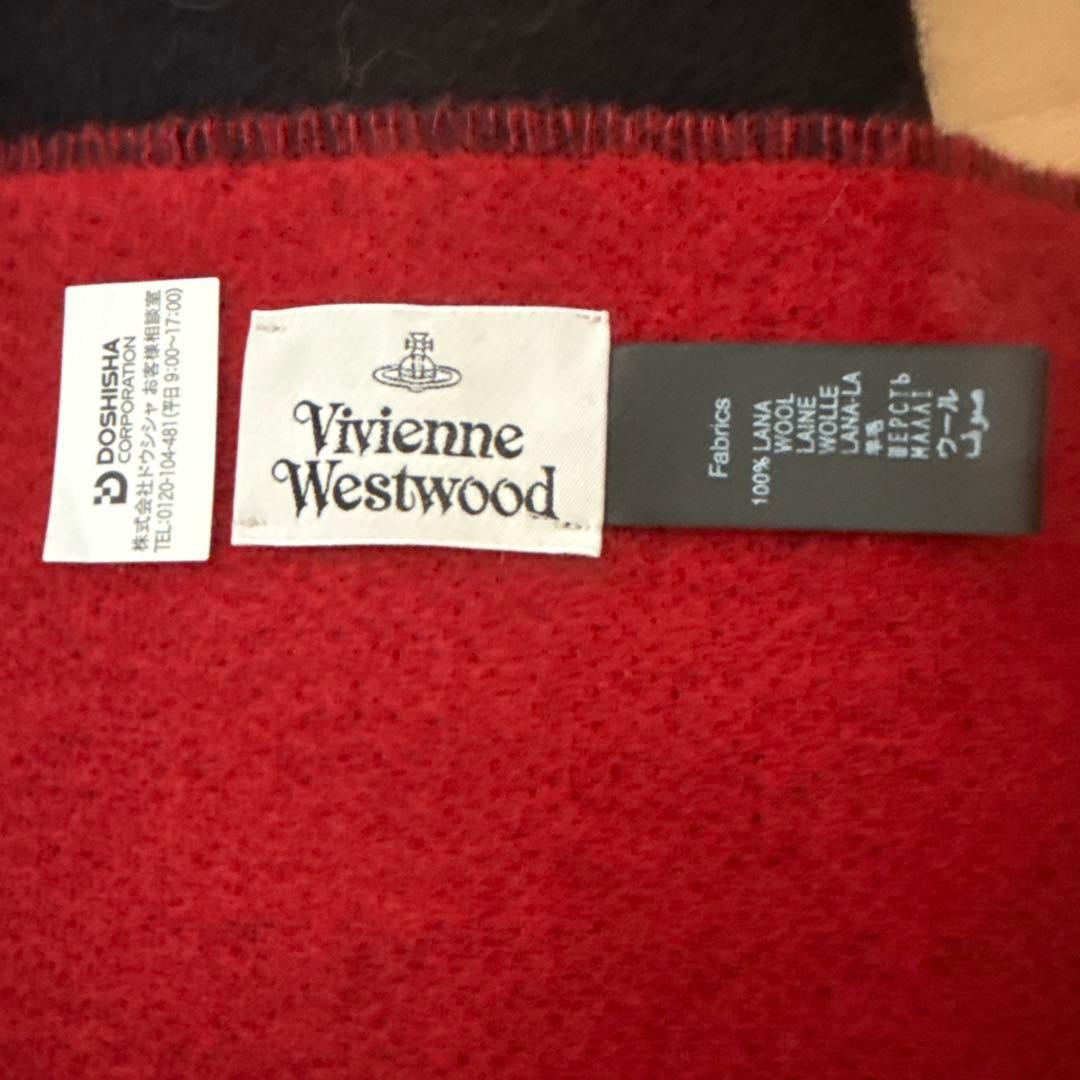 DOSHISHA
CORPORATION
株式会社ドウシシャ お客様相談室
TEL:0120-104-481(平日 9:00~17:00)
Vivienne
Westwood
Fabrics
100% LANA
WOOL
LAINE
WOLLE
LANA-LA
羊毛
ШЕРСТЬ
ΜΑΛΛΙ
ウール
صوف